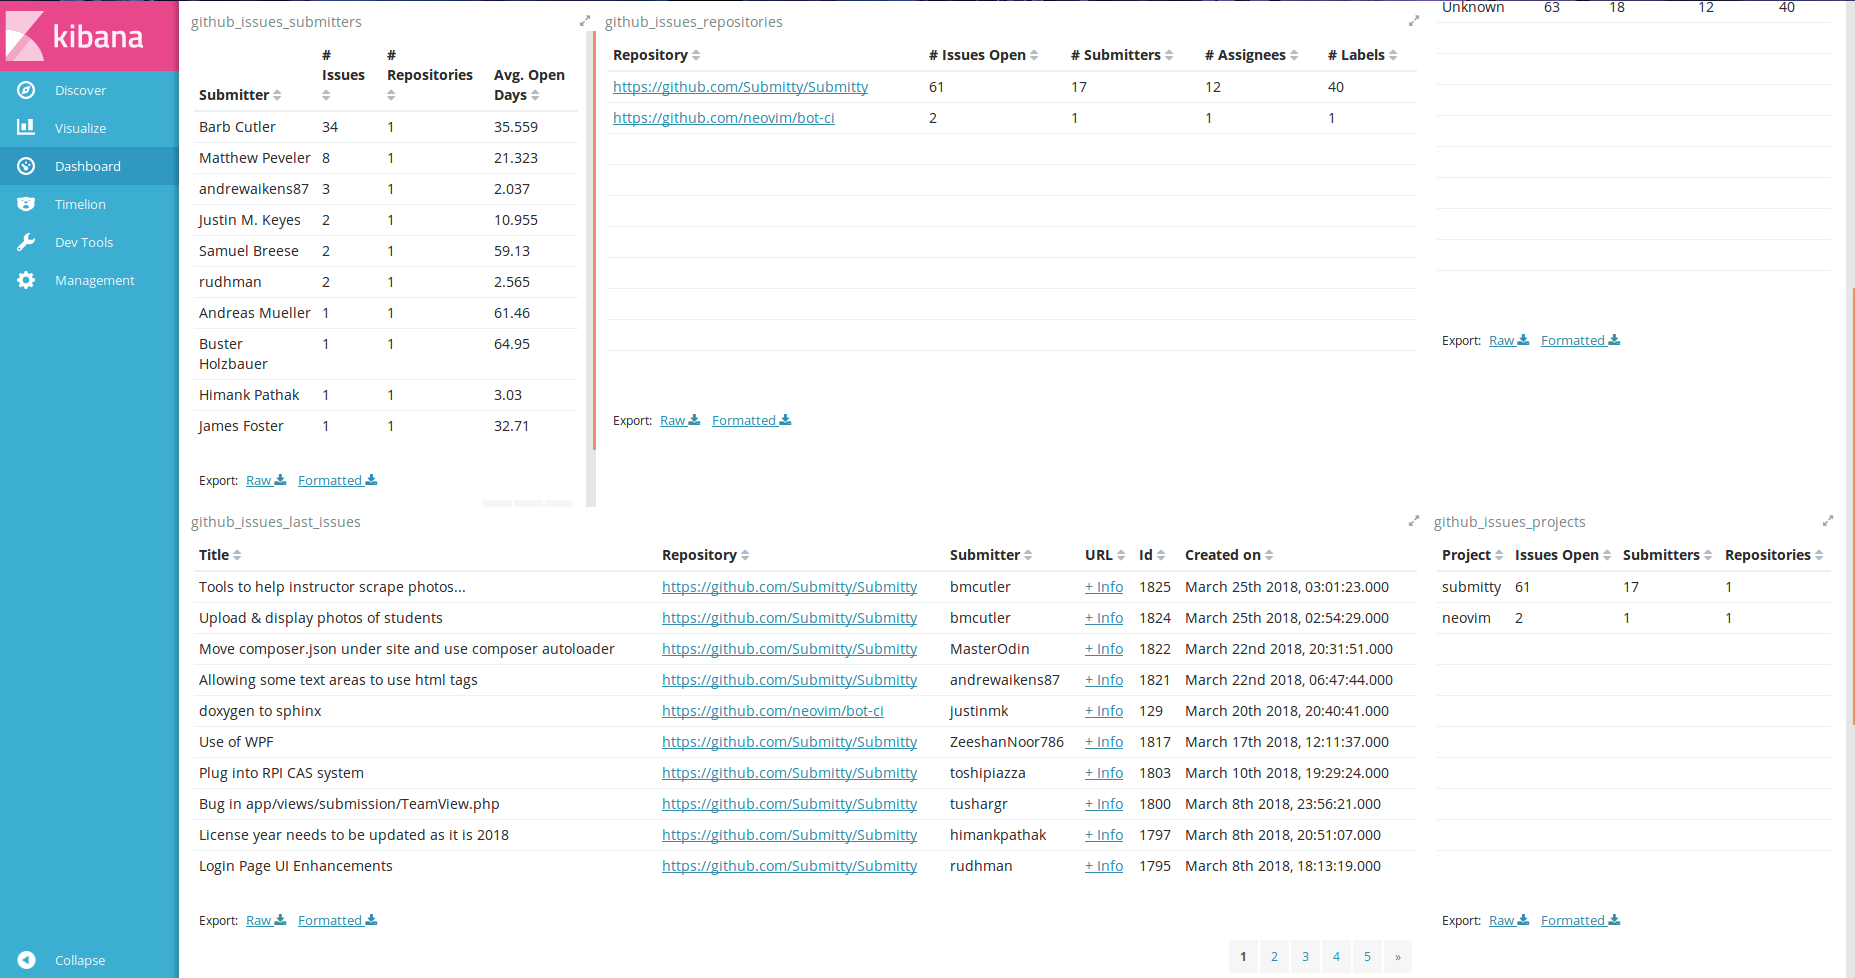 kibana
Discover
Visualize
Dashboard
Timelion
Dev Tools
Management
Collapse
github_issues_submitters
Submitter # Issues # Repositories Avg. Open Days
Barb Cutler 34 1 35.559
Matthew Peveler 8 1 21.323
andrewaikens87 3 1 2.037
Justin M. Keyes 2 1 10.955
Samuel Breese 2 1 59.13
rudhman 2 1 2.565
Andreas Mueller 1 1 61.46
Buster Holzbauer 1 1 64.95
Himank Pathak 1 1 3.03
James Foster 1 1 32.71
Export: Raw Formatted
github_issues_repositories
Repository # Issues Open # Submitters # Assignees # Labels
https://github.com/Submitty/Submitty 61 17 12 40
https://github.com/neovim/bot-ci 2 1 1 1
Export: Raw Formatted
Unknown 63 18 12 40
Export: Raw Formatted
github_issues_last_issues
Title Repository Submitter URL Id Created on
Tools to help instructor scrape photos... https://github.com/Submitty/Submitty bmcutler + Info 1825 March 25th 2018, 03:01:23.000
Upload & display photos of students https://github.com/Submitty/Submitty bmcutler + Info 1824 March 25th 2018, 02:54:29.000
Move composer.json under site and use composer autoloader https://github.com/Submitty/Submitty MasterOdin + Info 1822 March 22nd 2018, 20:31:51.000
Allowing some text areas to use html tags https://github.com/Submitty/Submitty andrewaikens87 + Info 1821 March 22nd 2018, 06:47:44.000
doxygen to sphinx https://github.com/neovim/bot-ci justinmk + Info 129 March 20th 2018, 20:40:41.000
Use of WPF https://github.com/Submitty/Submitty ZeeshanNoor786 + Info 1817 March 17th 2018, 12:11:37.000
Plug into RPI CAS system https://github.com/Submitty/Submitty toshipiazza + Info 1803 March 10th 2018, 19:29:24.000
Bug in app/views/submission/TeamView.php https://github.com/Submitty/Submitty tushargr + Info 1800 March 8th 2018, 23:56:21.000
License year needs to be updated as it is 2018 https://github.com/Submitty/Submitty himankpathak + Info 1797 March 8th 2018, 20:51:07.000
Login Page UI Enhancements https://github.com/Submitty/Submitty rudhman + Info 1795 March 8th 2018, 18:13:19.000
Export: Raw Formatted
1 2 3 4 5 »
github_issues_projects
Project Issues Open Submitters Repositories
submitty 61 17 1
neovim 2 1 1
Export: Raw Formatted